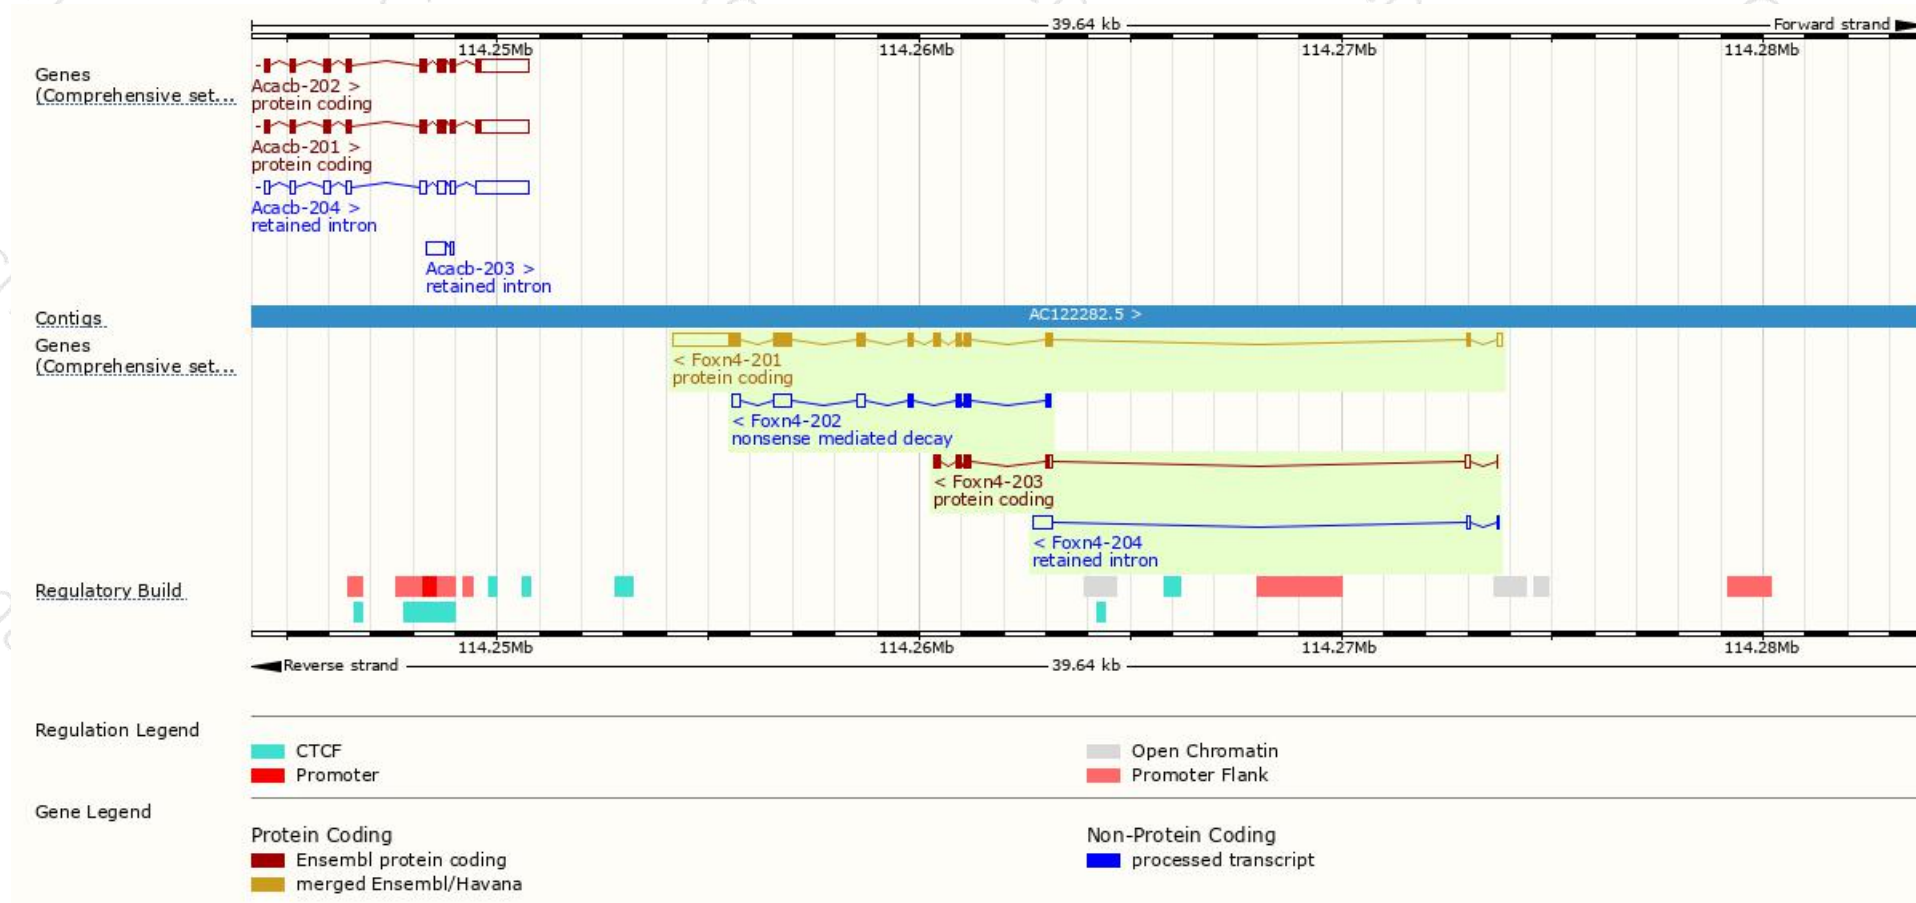 39.64 kb
Forward strand
114.25Mb 114.26Mb 114.27Mb 114.28Mb
Genes
(Comprehensive set...
Acacb-202 >
protein coding
Acacb-201 >
protein coding
Acacb-204 >
retained intron
Acacb-203 >
retained intron
Contigs
AC122282.5 >
Genes
(Comprehensive set...
< Foxn4-201
protein coding
< Foxn4-202
nonsense mediated decay
< Foxn4-203
protein coding
< Foxn4-204
retained intron
Regulatory Build
114.25Mb 114.26Mb 114.27Mb 114.28Mb
Reverse strand
39.64 kb
Regulation Legend
CTCF
Open Chromatin
Promoter
Promoter Flank
Gene Legend
Protein Coding
Non-Protein Coding
Ensembl protein coding
processed transcript
merged Ensembl/Havana